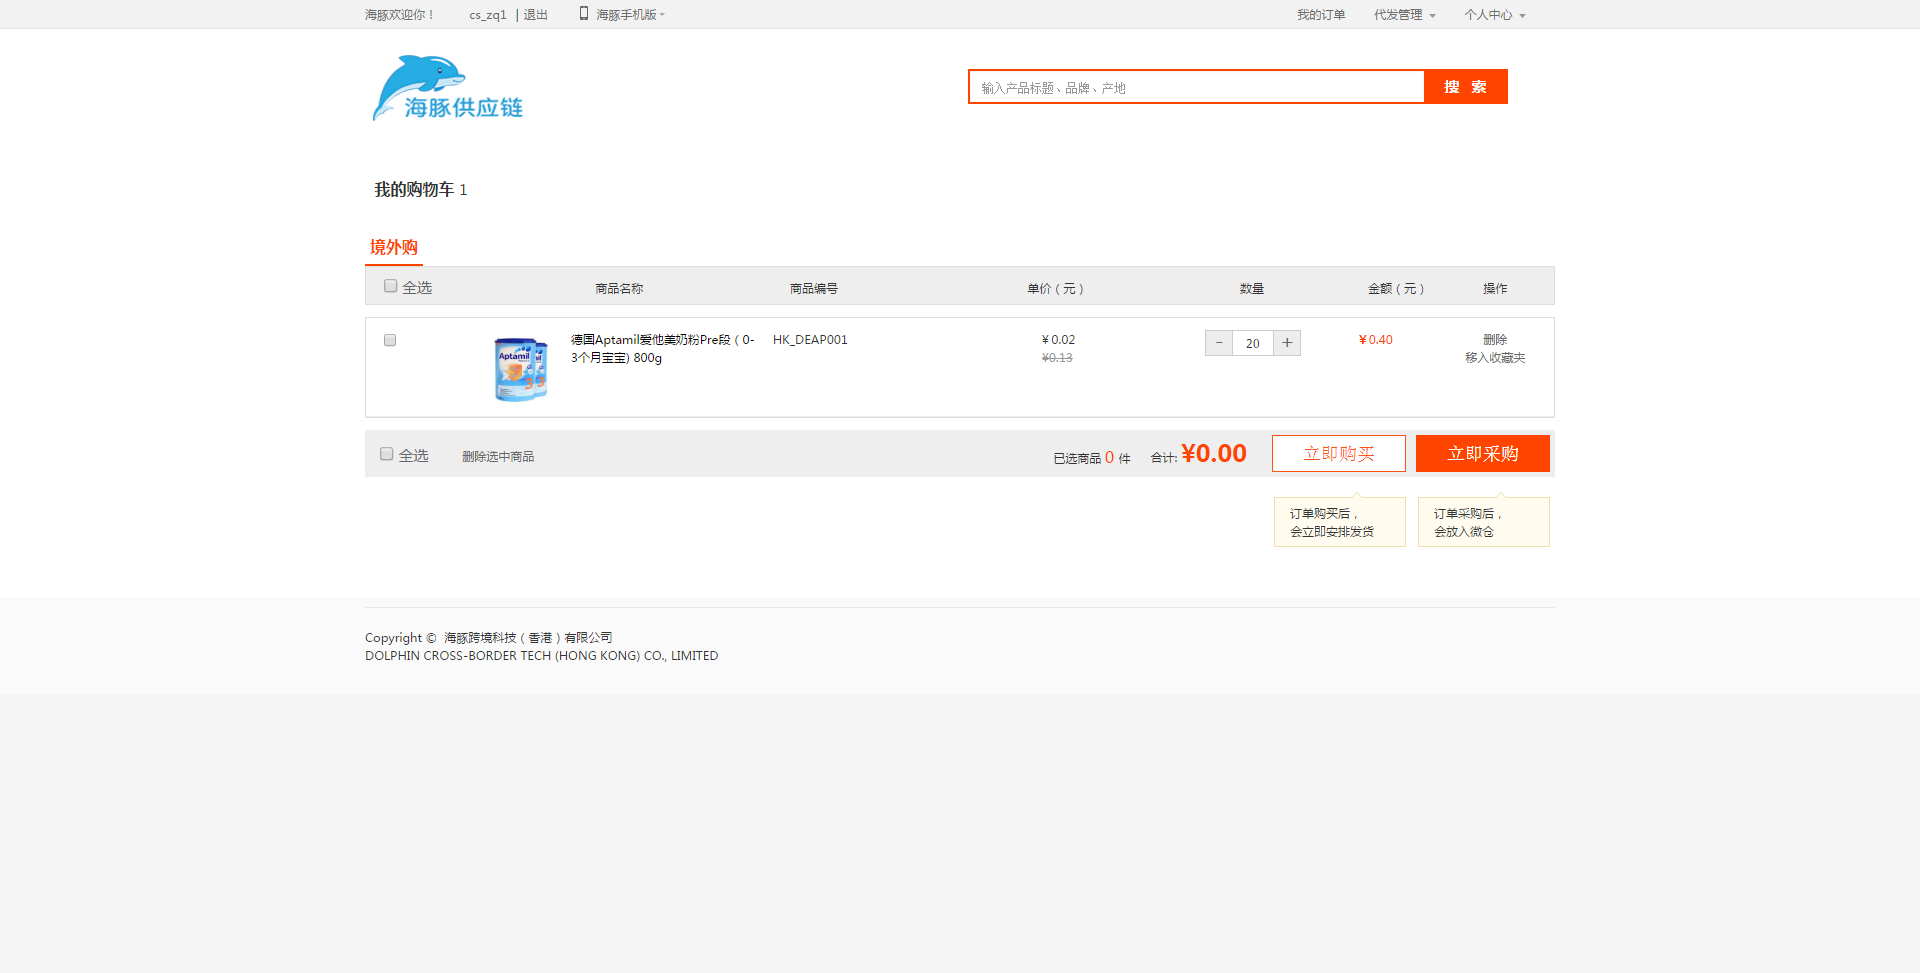 海豚欢迎你！ cs_zq1 | 退出 海豚手机版 我的订单 代发管理 个人中心
海豚供应链
输入产品标题、品牌、产地 搜 索
我的购物车 1
境外购
全选 商品名称 商品编号 单价（元） 数量 金额（元） 操作
德国Aptamil爱他美奶粉Pre段（0- HK_DEAP001 ¥0.02 - 20 + ¥0.40 删除
3个月宝宝) 800g ¥0.13 移入收藏夹
Aptamil
全选 删除选中商品 已选商品 0 件 合计: ¥0.00 立即购买 立即采购
订单购买后，
会立即安排发货
订单采购后，
会放入微仓
Copyright © 海豚跨境科技（香港）有限公司
DOLPHIN CROSS-BORDER TECH (HONG KONG) CO., LIMITED